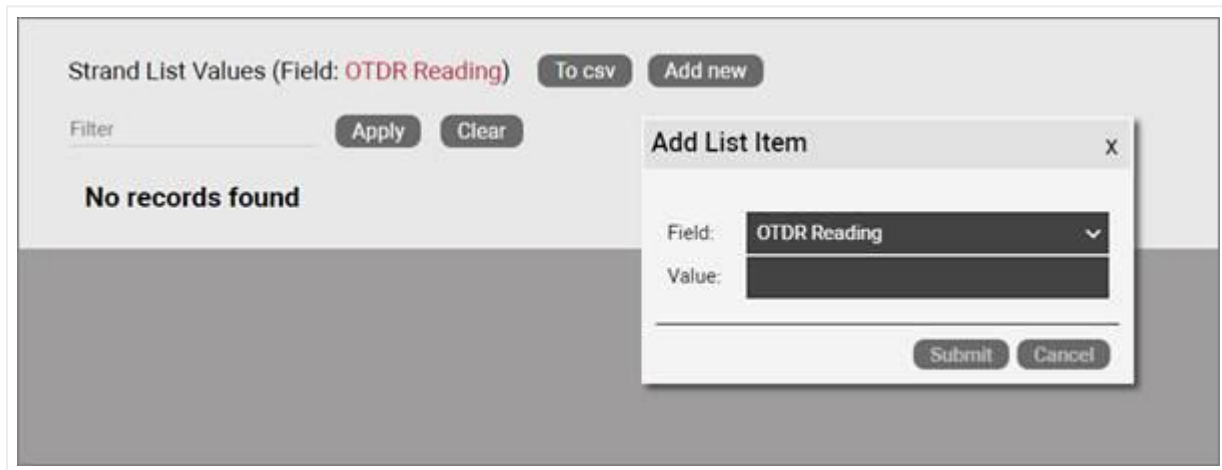 Strand List Values (Field: OTDR Reading) To csv Add new
Filter Apply Clear
No records found
Add List Item x
Field: OTDR Reading
Value:
Submit Cancel